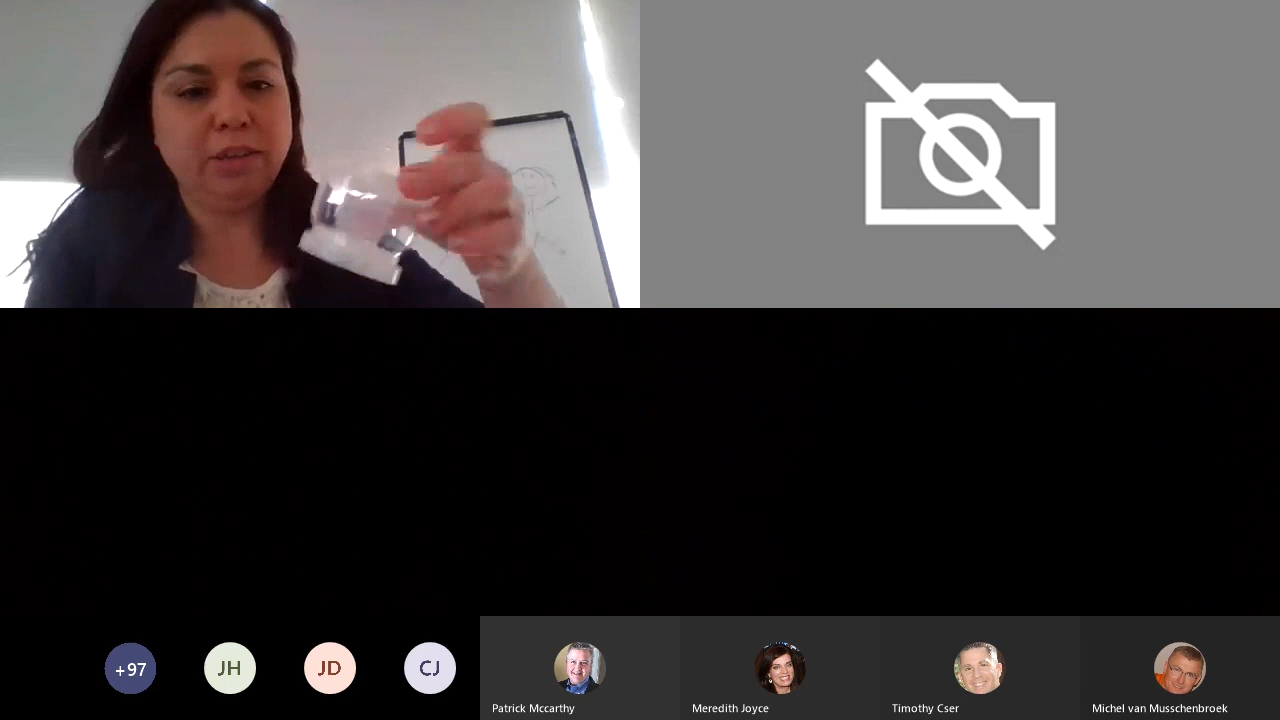 +97
JH
JD
CJ
Patrick Mccarthy
Meredith Joyce
Timothy Cser
Michel van Musschenbroek